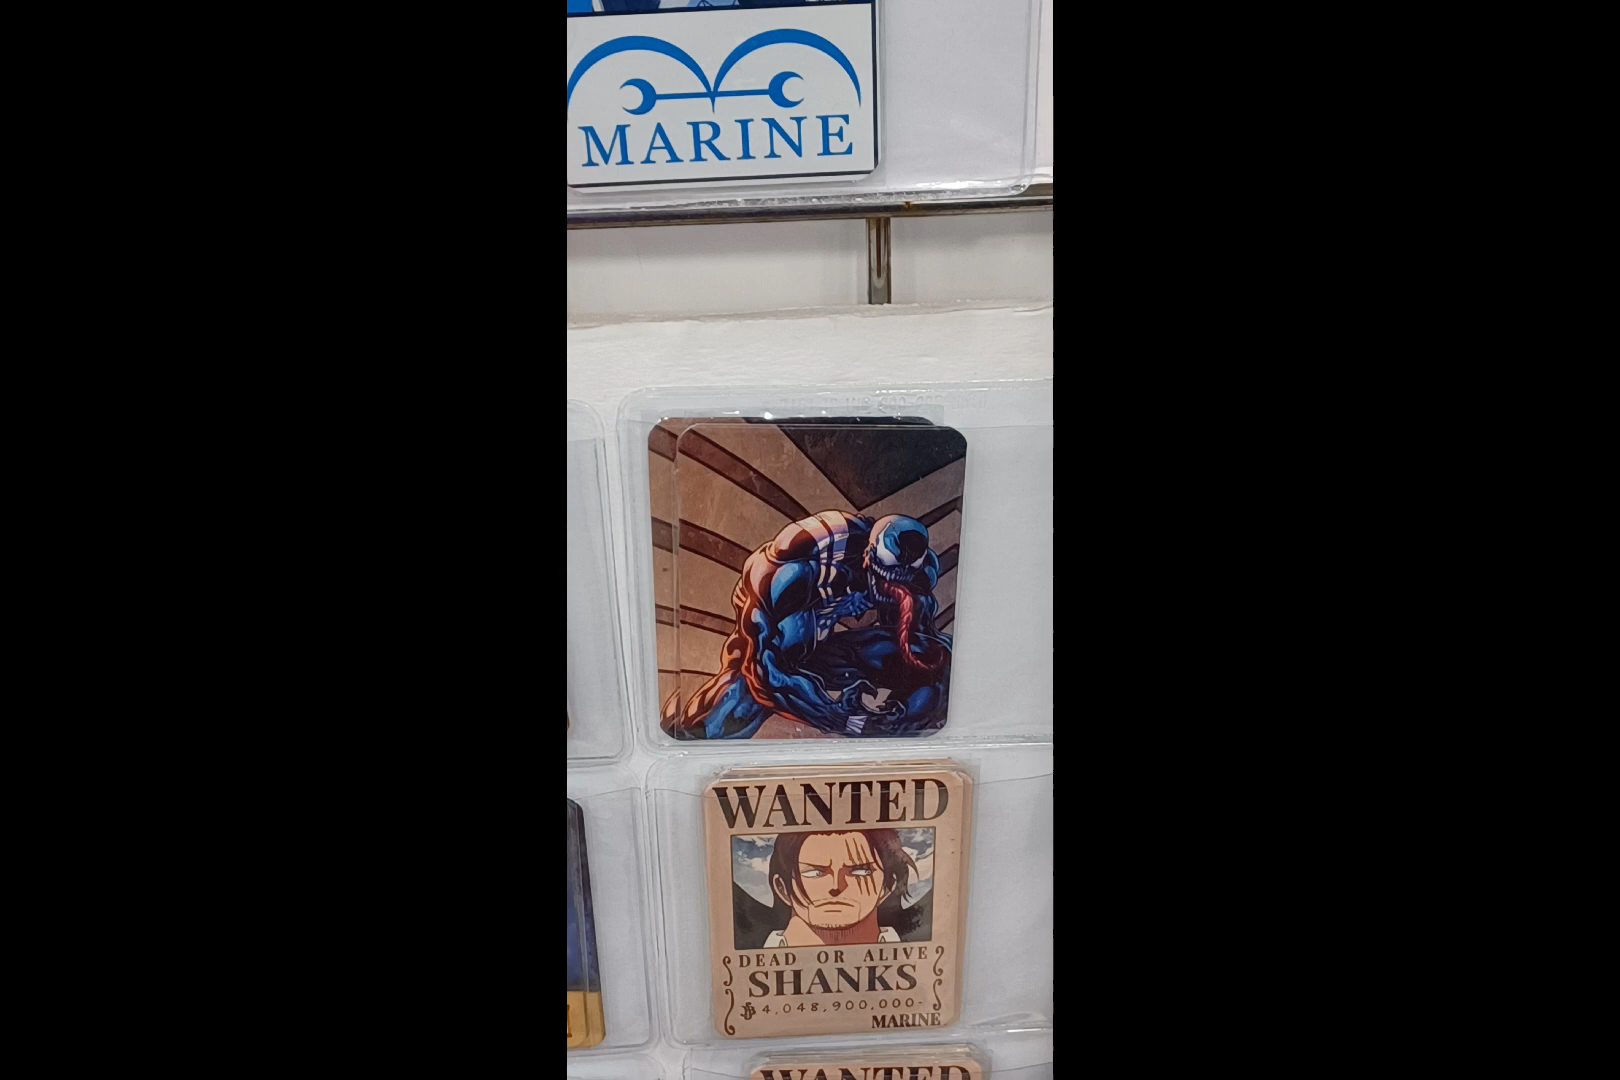 MARINE
WANTED
DEAD OR ALIVE
SHANKS
4,048,900,000-
MARINE
WANTED